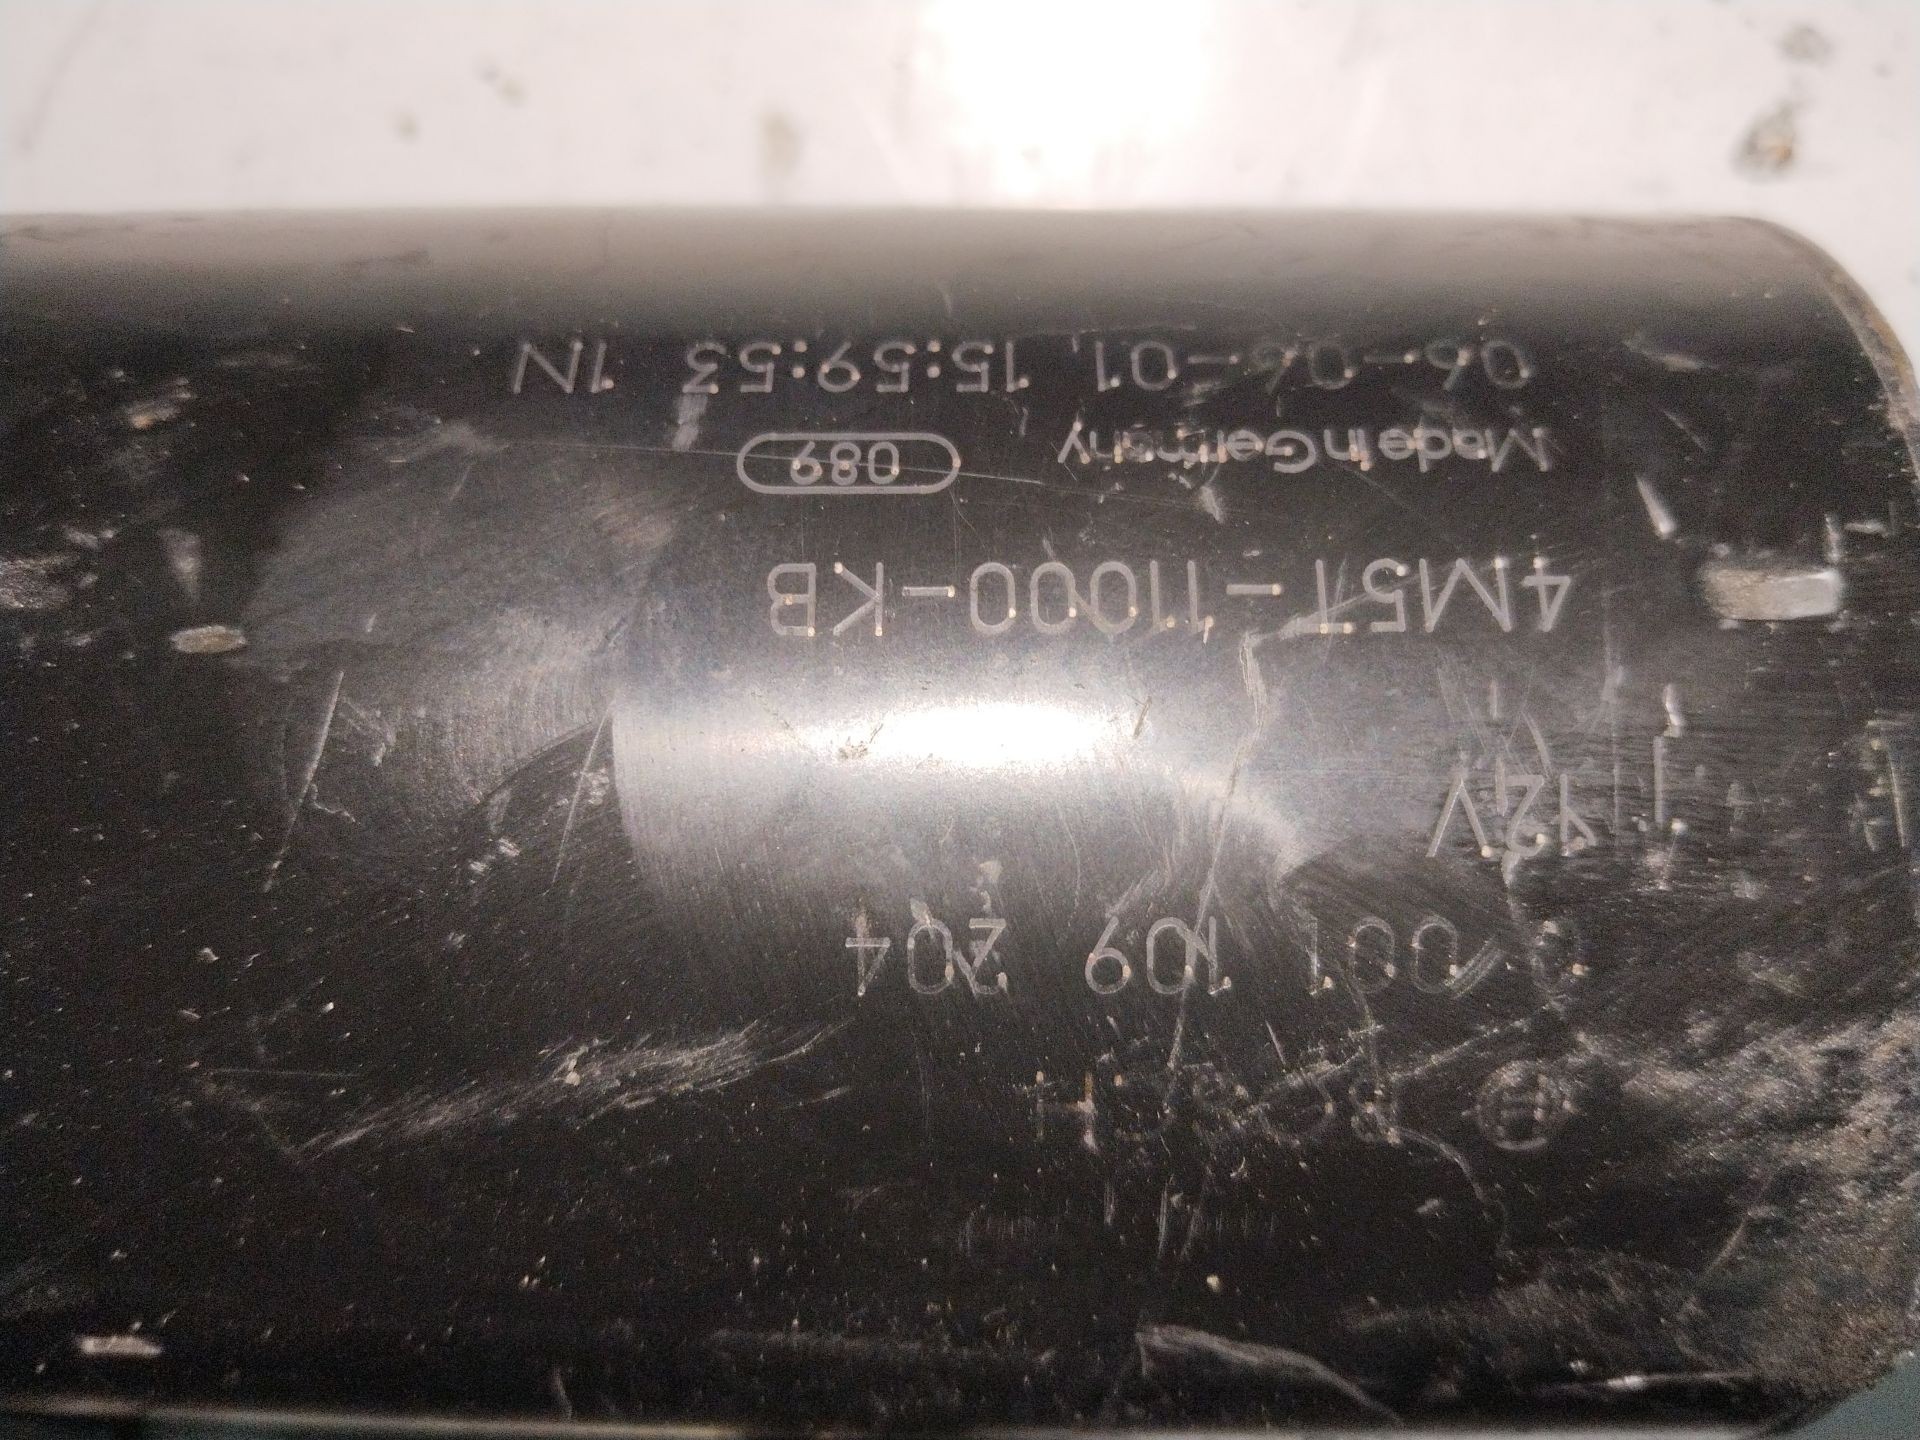 BOSCH
0 001 109 204
12V
4M5T-11000-KB
Made in Germany 089
06-06-01 15:59:53 1N